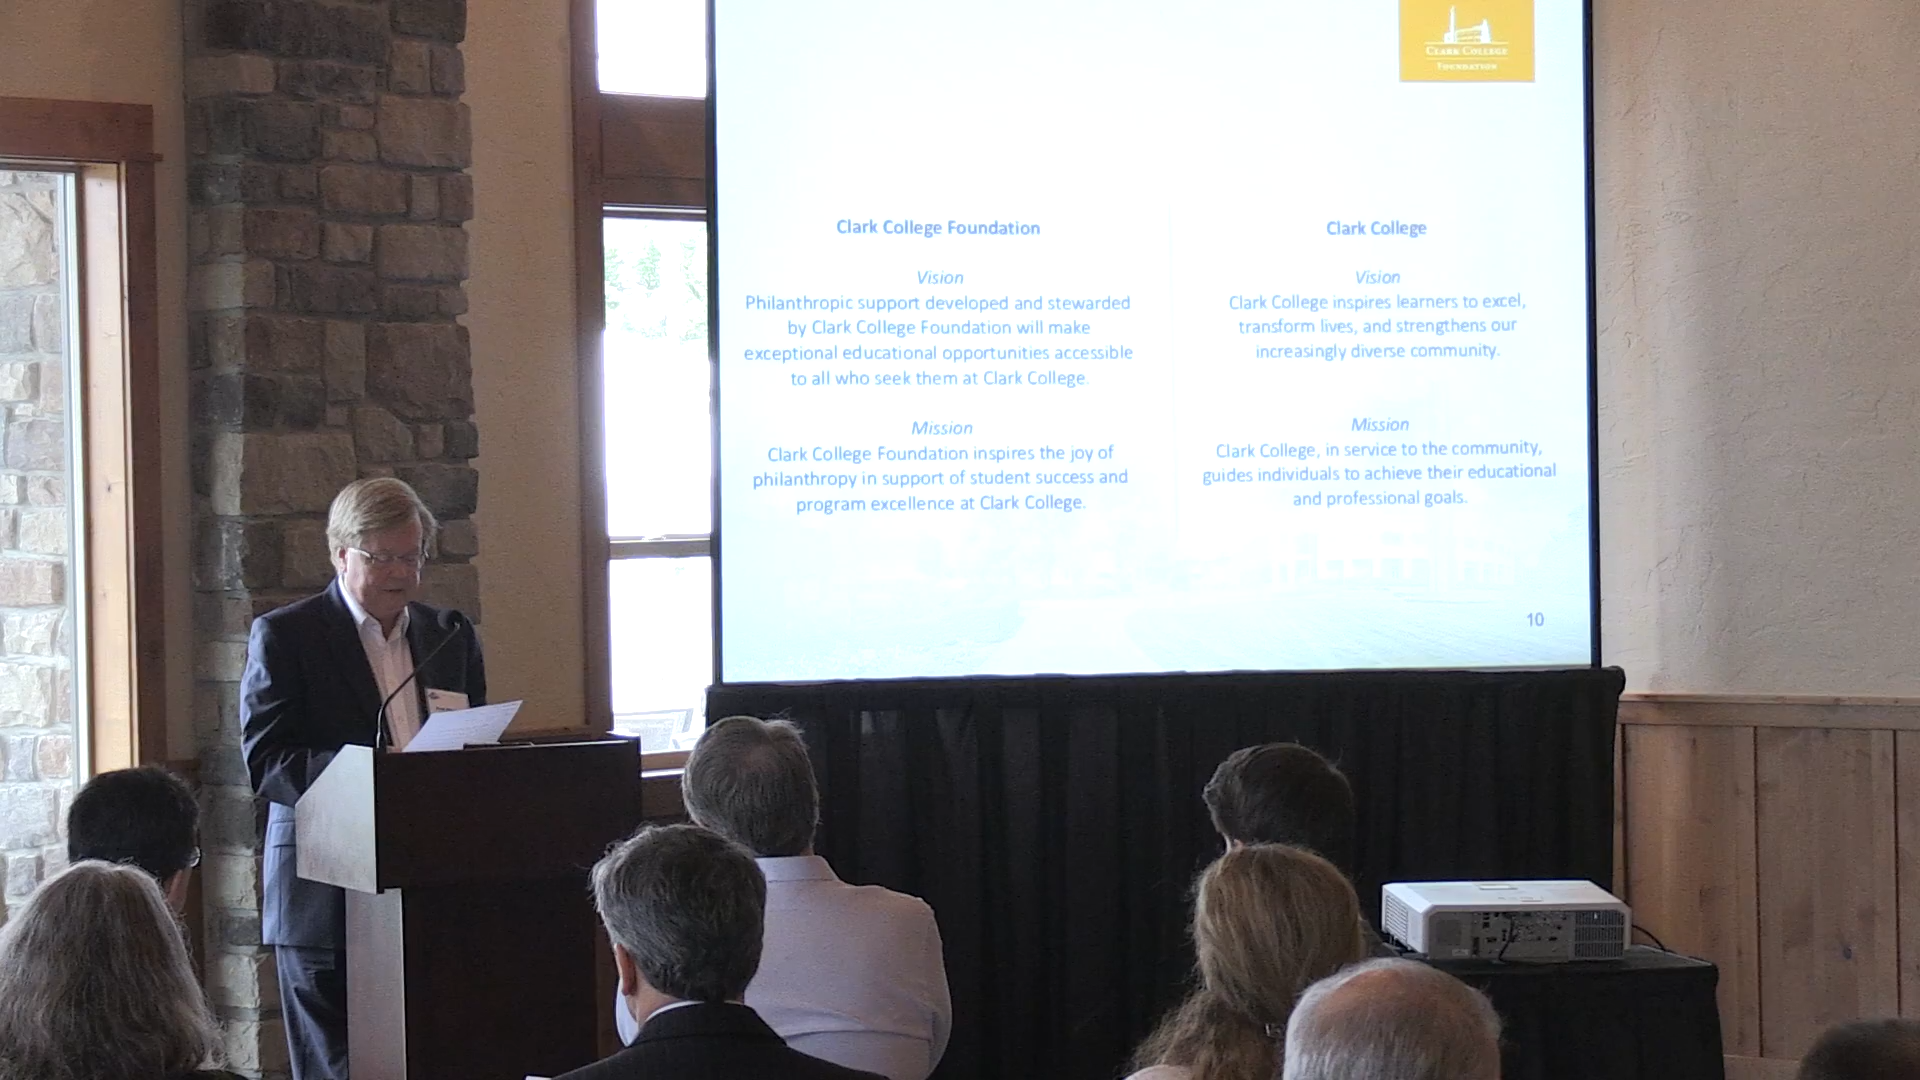 CLARK COLLEGE
FOUNDATION
Clark College Foundation
Vision
Philanthropic support developed and stewarded
by Clark College Foundation will make
exceptional educational opportunities accessible
to all who seek them at Clark College.
Mission
Clark College Foundation inspires the joy of
philanthropy in support of student success and
program excellence at Clark College.
Clark College
Vision
Clark College inspires learners to excel,
transform lives, and strengthens our
increasingly diverse community.
Mission
Clark College, in service to the community,
guides individuals to achieve their educational
and professional goals.
10